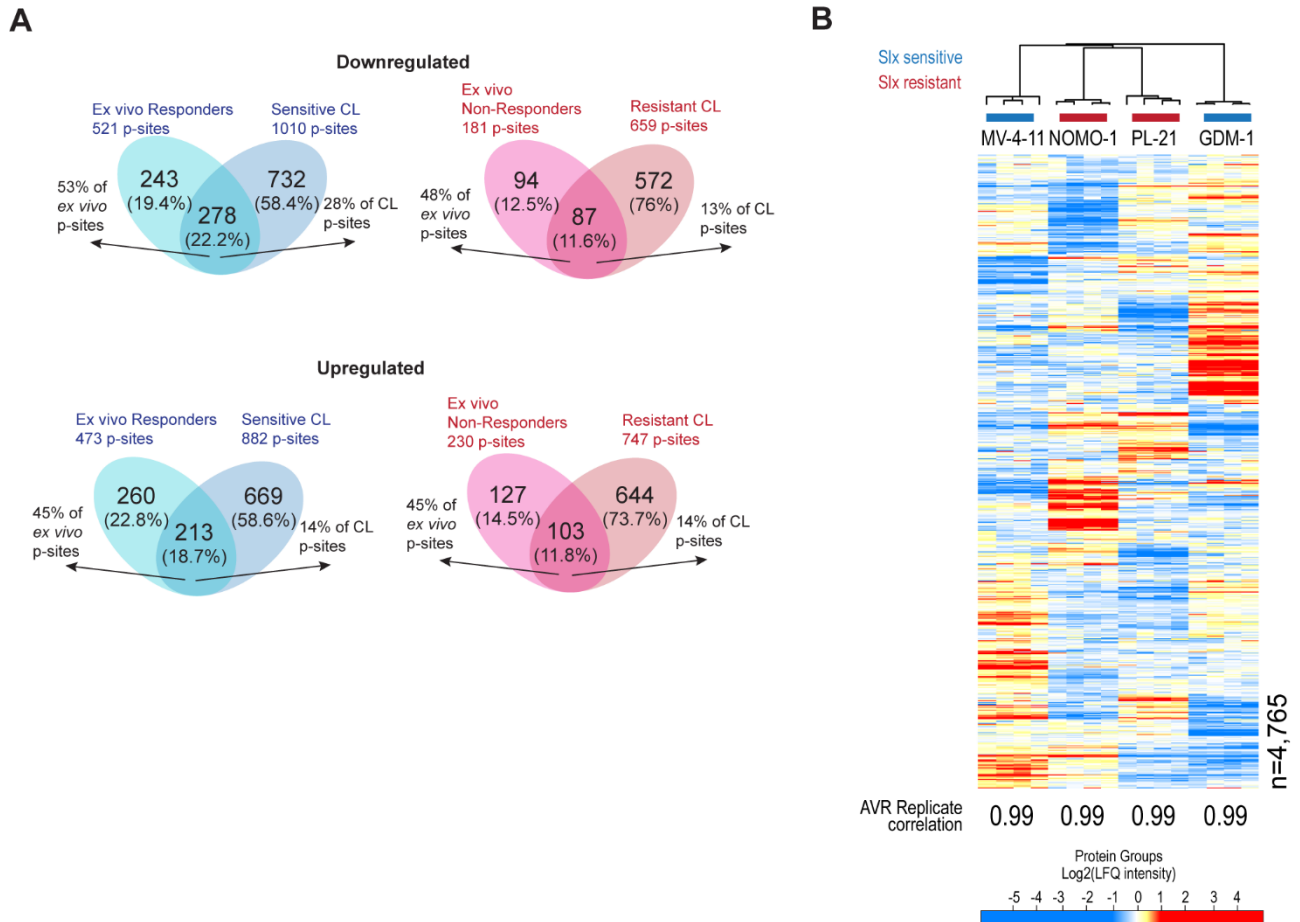 A
Downregulated
Ex vivo Responders
521 p-sites
Sensitive CL
1010 p-sites
243
(19.4%)
732
(58.4%)
278
(22.2%)
53% of
ex vivo
p-sites
28% of CL
p-sites
Ex vivo
Non-Responders
181 p-sites
Resistant CL
659 p-sites
94
(12.5%)
572
(76%)
87
(11.6%)
48% of
ex vivo
p-sites
13% of CL
p-sites
Upregulated
Ex vivo Responders
473 p-sites
Sensitive CL
882 p-sites
260
(22.8%)
669
(58.6%)
213
(18.7%)
45% of
ex vivo
p-sites
14% of CL
p-sites
Ex vivo
Non-Responders
230 p-sites
Resistant CL
747 p-sites
127
(14.5%)
644
(73.7%)
103
(11.8%)
45% of
ex vivo
p-sites
14% of CL
p-sites
B
Slx sensitive
Slx resistant
MV-4-11 NOMO-1 PL-21 GDM-1
n=4,765
AVR Replicate
correlation
0.99 0.99 0.99 0.99
Protein Groups
Log2(LFQ intensity)
-5 -4 -3 -2 -1 0 1 2 3 4